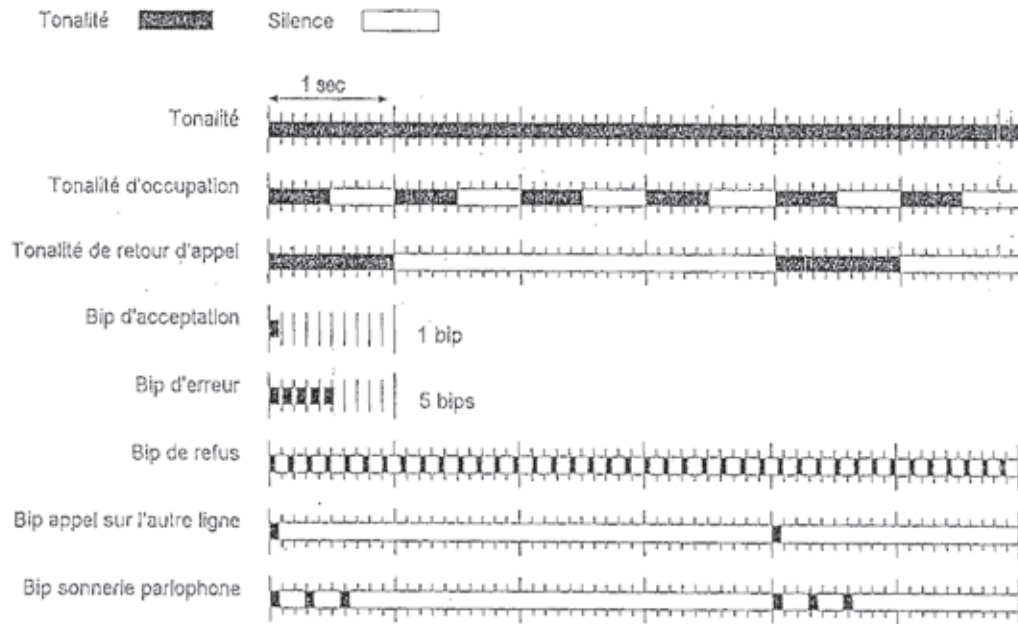 Tonalité Silence
1 sec
Tonalité
Tonalité d'occupation
Tonalité de retour d'appel
Bip d'acceptation
1 bip
Bip d'erreur
5 bips
Bip de refus
Bip appel sur l'autre ligne
Bip sonnerie parlophone